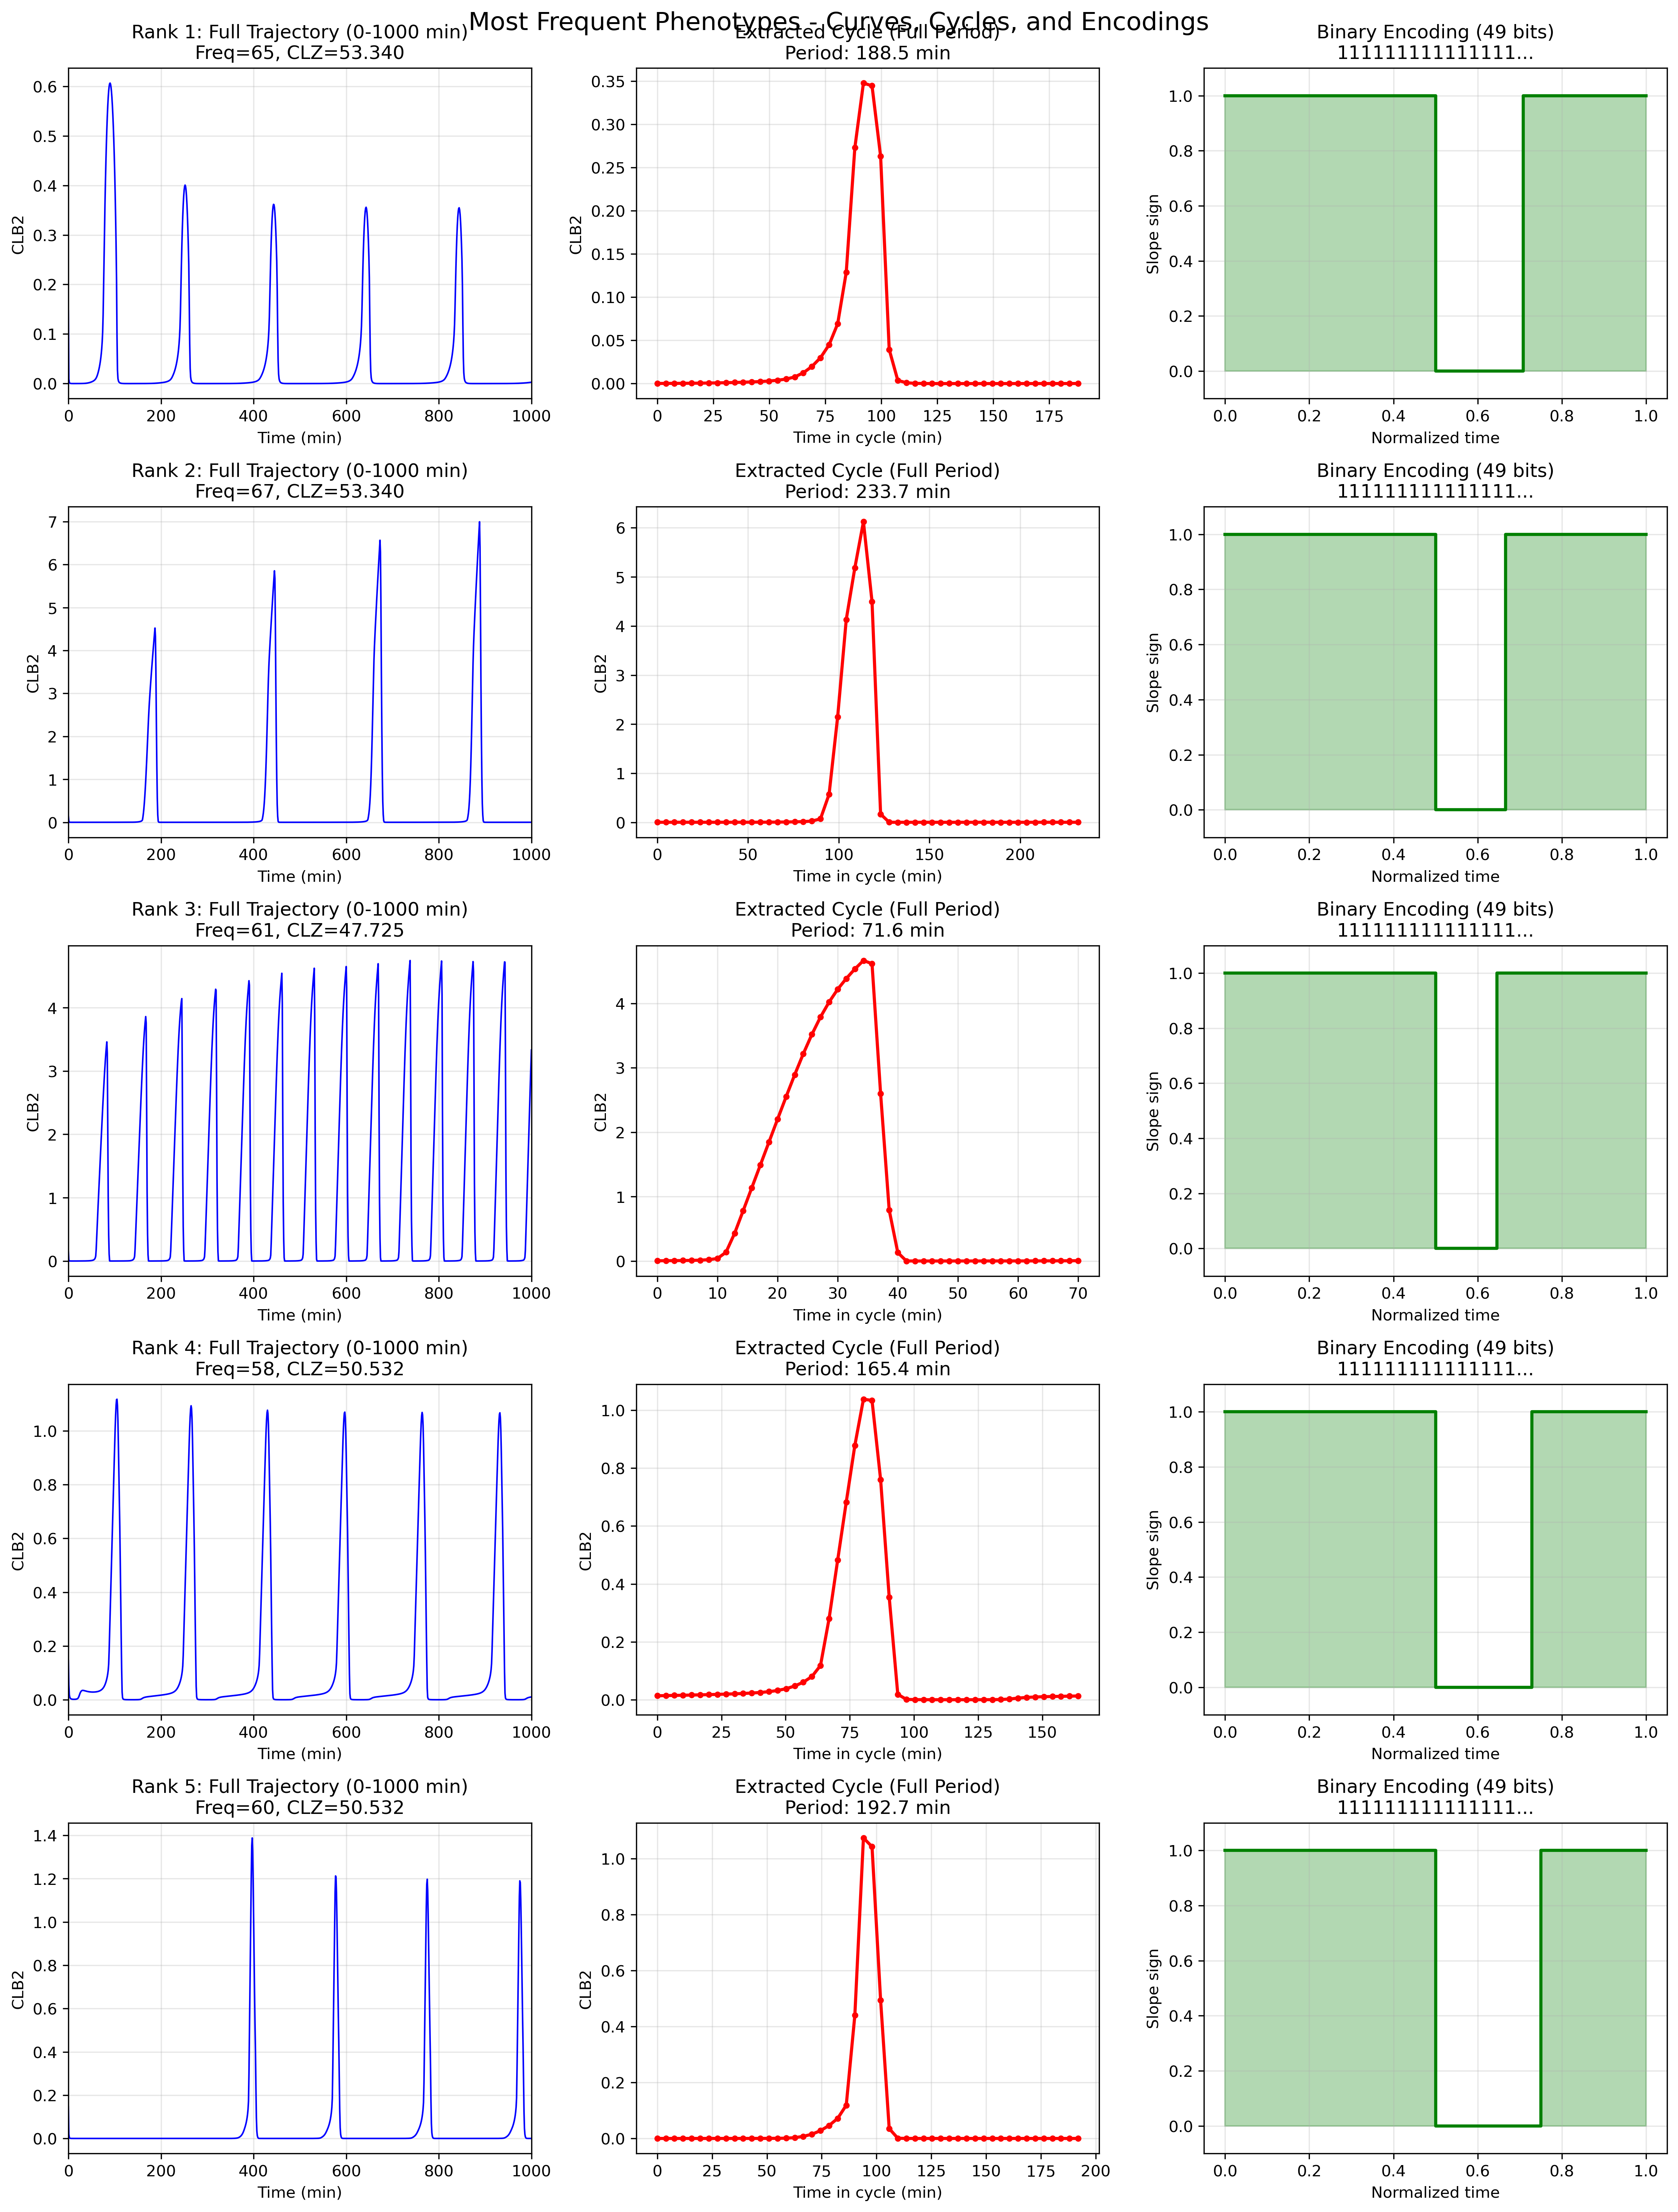 Most Frequent Phenotypes - Curves, Cycles, and Encodings
Rank 1: Full Trajectory (0-1000 min)
Freq=65, CLZ=53.340
0.6
0.5
0.4
0.3
0.2
0.1
0.0
CLB2
0 200 400 600 800 1000
Time (min)
Extracted Cycle (Full Period)
Period: 188.5 min
0.35
0.30
0.25
0.20
0.15
0.10
0.05
0.00
CLB2
0 25 50 75 100 125 150 175
Time in cycle (min)
Binary Encoding (49 bits)
1111111111111111...
1.0
0.8
0.6
0.4
0.2
0.0
Slope sign
0.0 0.2 0.4 0.6 0.8 1.0
Normalized time
Rank 2: Full Trajectory (0-1000 min)
Freq=67, CLZ=53.340
7
6
5
4
3
2
1
0
CLB2
0 200 400 600 800 1000
Time (min)
Extracted Cycle (Full Period)
Period: 233.7 min
6
5
4
3
2
1
0
CLB2
0 50 100 150 200
Time in cycle (min)
Binary Encoding (49 bits)
1111111111111111...
1.0
0.8
0.6
0.4
0.2
0.0
Slope sign
0.0 0.2 0.4 0.6 0.8 1.0
Normalized time
Rank 3: Full Trajectory (0-1000 min)
Freq=61, CLZ=47.725
4
3
2
1
0
CLB2
0 200 400 600 800 1000
Time (min)
Extracted Cycle (Full Period)
Period: 71.6 min
4
3
2
1
0
CLB2
0 10 20 30 40 50 60 70
Time in cycle (min)
Binary Encoding (49 bits)
1111111111111111...
1.0
0.8
0.6
0.4
0.2
0.0
Slope sign
0.0 0.2 0.4 0.6 0.8 1.0
Normalized time
Rank 4: Full Trajectory (0-1000 min)
Freq=58, CLZ=50.532
1.0
0.8
0.6
0.4
0.2
0.0
CLB2
0 200 400 600 800 1000
Time (min)
Extracted Cycle (Full Period)
Period: 165.4 min
1.0
0.8
0.6
0.4
0.2
0.0
CLB2
0 25 50 75 100 125 150
Time in cycle (min)
Binary Encoding (49 bits)
1111111111111111...
1.0
0.8
0.6
0.4
0.2
0.0
Slope sign
0.0 0.2 0.4 0.6 0.8 1.0
Normalized time
Rank 5: Full Trajectory (0-1000 min)
Freq=60, CLZ=50.532
1.4
1.2
1.0
0.8
0.6
0.4
0.2
0.0
CLB2
0 200 400 600 800 1000
Time (min)
Extracted Cycle (Full Period)
Period: 192.7 min
1.0
0.8
0.6
0.4
0.2
0.0
CLB2
0 25 50 75 100 125 150 175 200
Time in cycle (min)
Binary Encoding (49 bits)
1111111111111111...
1.0
0.8
0.6
0.4
0.2
0.0
Slope sign
0.0 0.2 0.4 0.6 0.8 1.0
Normalized time